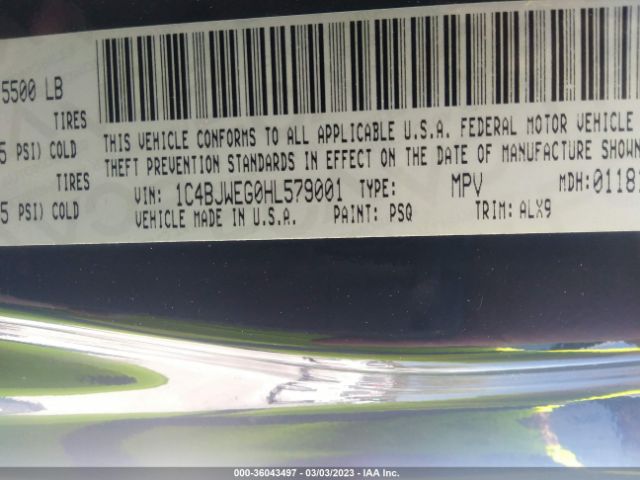 5500 LB
TIRES
5 PSI) COLD
TIRES
5 PSI) COLD
THIS VEHICLE CONFORMS TO ALL APPLICABLE U.S.A. FEDERAL MOTOR VEHICLE
THEFT PREVENTION STANDARDS IN EFFECT ON THE DATE OF MANUFACTURE SHOWN
VIN: 1C4BJWEG0HL579001 TYPE: MPV MDH:0118
VEHICLE MADE IN U.S.A. PAINT: PSQ TRIM: ALX9
000-36043497 - 03/03/2023 - IAA Inc.